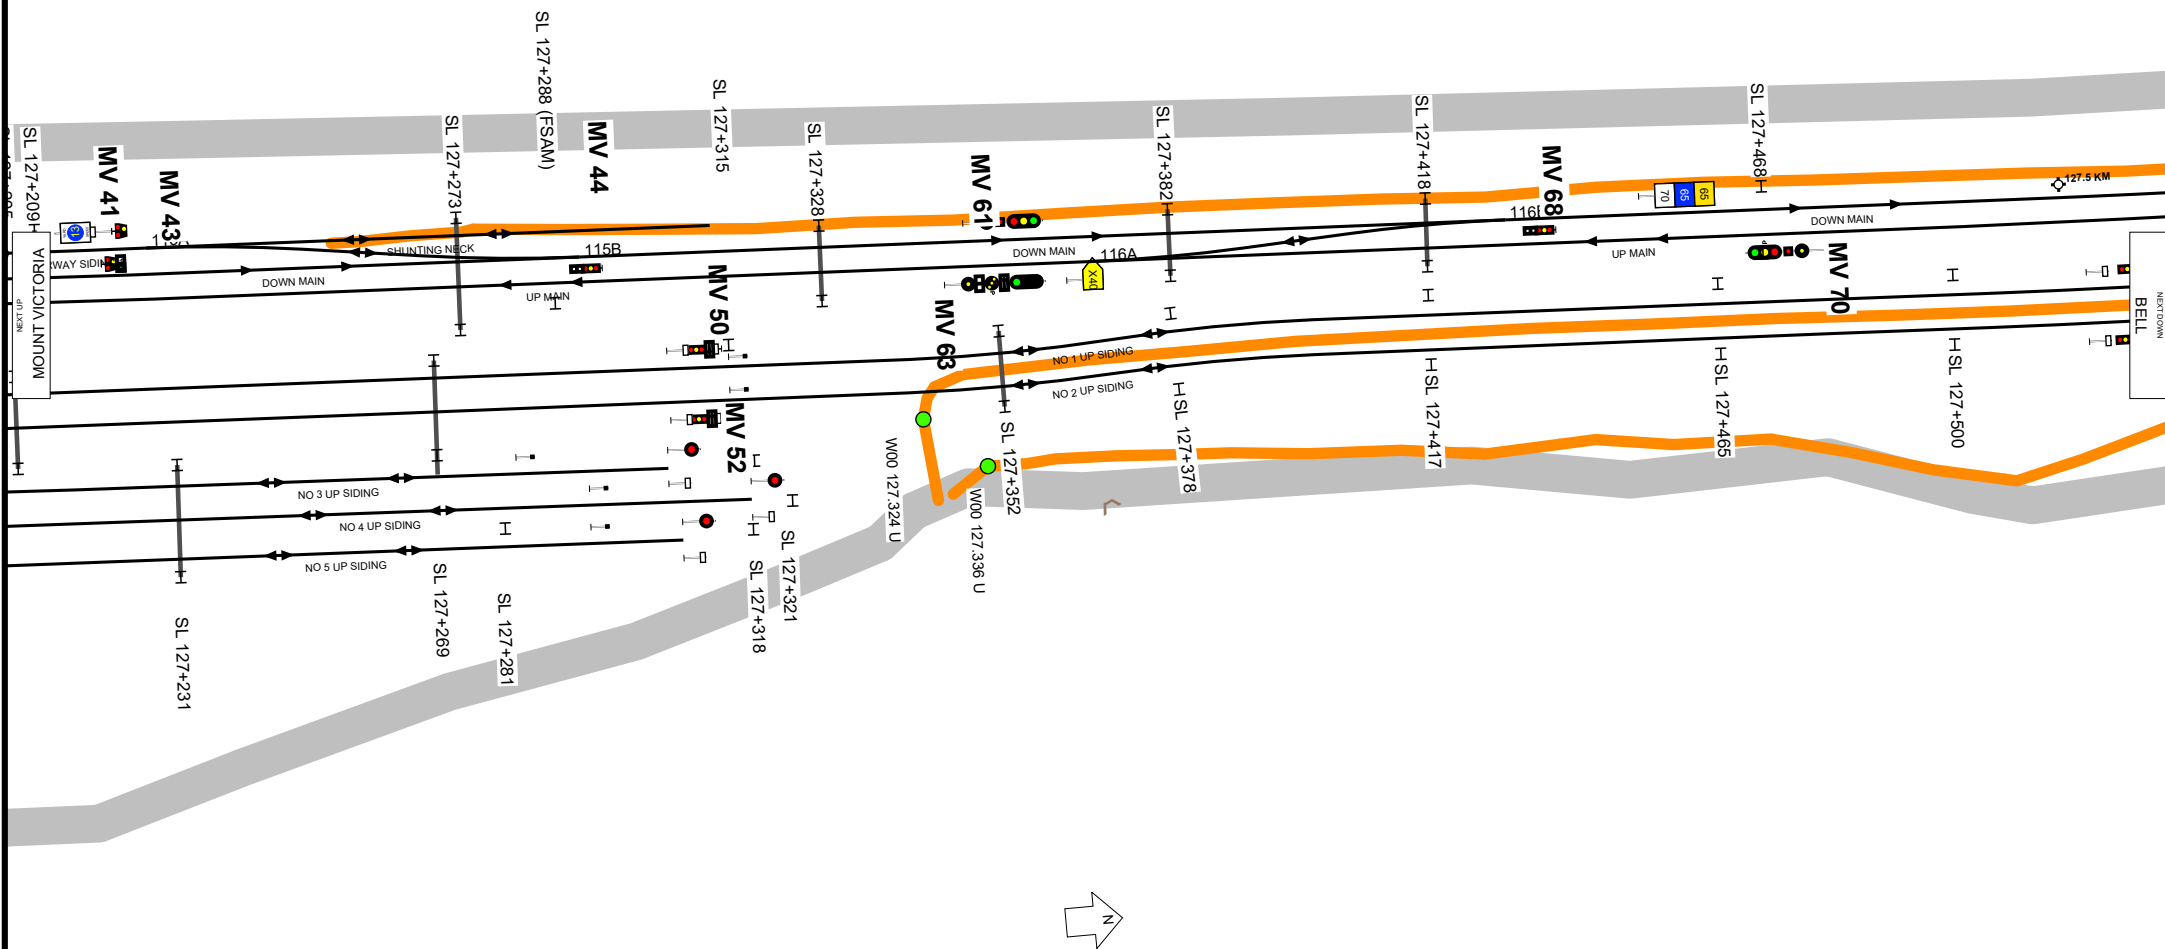 SL 127+209
MV 41
MV 43
SL 127+273
SL 127+288 (FSAM)
MV 44
SL 127+315
SL 127+328
MV 61
SL 127+382
SL 127+418
MV 68
SL 127+468
70
65
65
127.5 KM
13
SHUNTING NECK
115B
DOWN MAIN
UP MAIN
DOWN MAIN
116A
X40
UP MAIN
DOWN MAIN
MV 70
NEXT UP
MOUNT VICTORIA
NEXT DOWN
BELL
MV 50
MV 63
NO 1 UP SIDING
NO 2 UP SIDING
MV 52
NO 3 UP SIDING
NO 4 UP SIDING
NO 5 UP SIDING
W00 127.324 U
W00 127.336 U
SL 127+352
SL 127+378
SL 127+417
SL 127+465
SL 127+500
SL 127+231
SL 127+269
SL 127+281
SL 127+318
SL 127+321
N